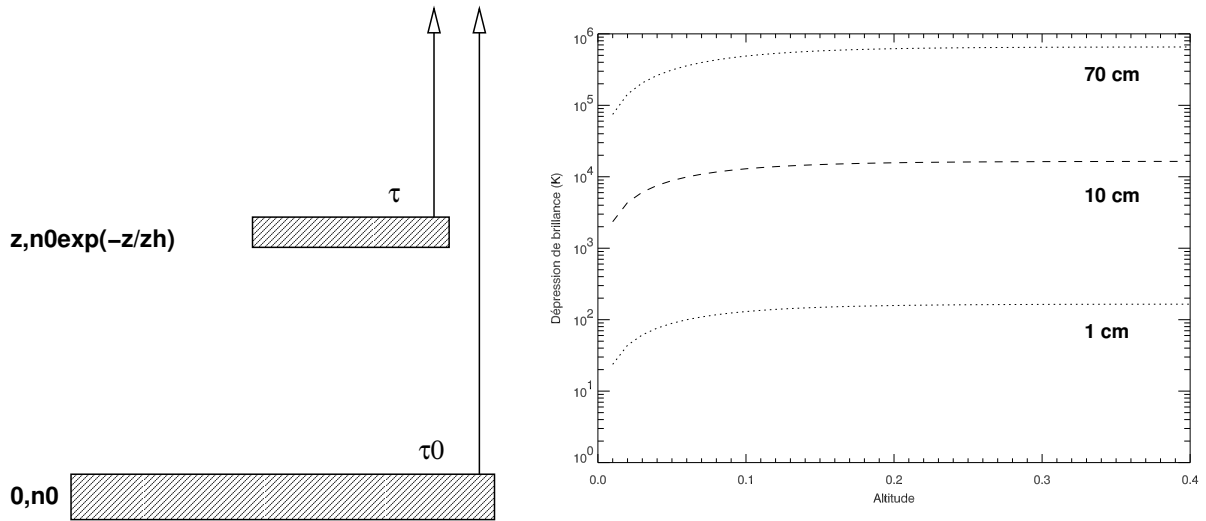 τ
z,n0exp(−z/zh)
τ0
0,n0
10^6
10^5
10^4
10^3
10^2
10^1
10^0
Dépression de brillance (K)
70 cm
10 cm
1 cm
0.0 0.1 0.2 0.3 0.4
Altitude